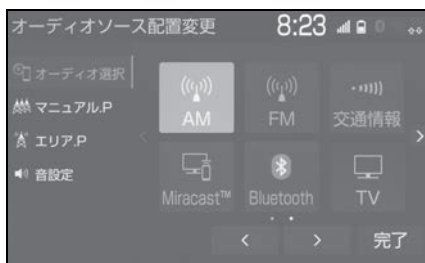 オーディオソース配置変更 8:23
オーディオ選択
マニュアル.P
エリア.P
音設定
AM FM 交通情報
Miracast™ Bluetooth TV
完了